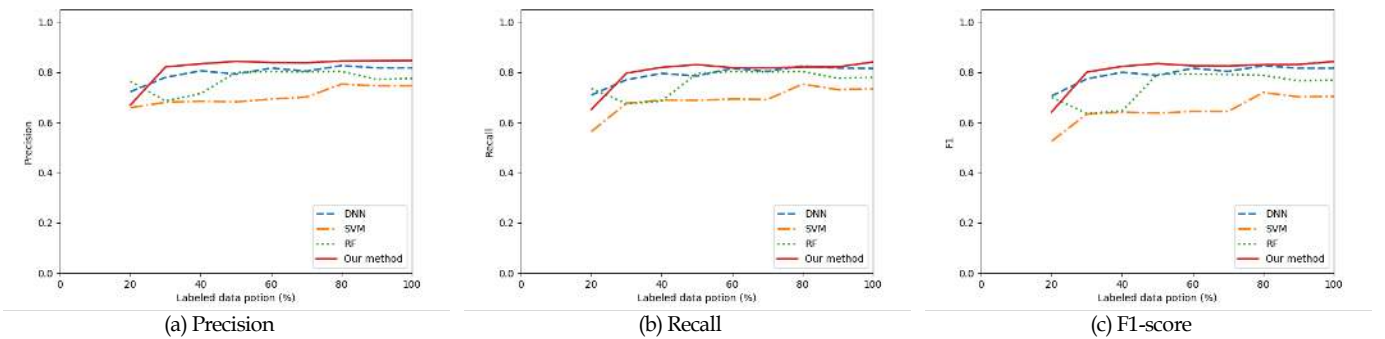 1.0
0.8
0.6
0.4
0.2
0.0
Precision
DNN
SVM
RF
Our method
0 20 40 60 80 100
Labeled data potion (%)
(a) Precision
1.0
0.8
0.6
0.4
0.2
0.0
Recall
DNN
SVM
RF
Our method
0 20 40 60 80 100
Labeled data potion (%)
(b) Recall
1.0
0.8
0.6
0.4
0.2
0.0
F1
DNN
SVM
RF
Our method
0 20 40 60 80 100
Labeled data potion (%)
(c) F1-score